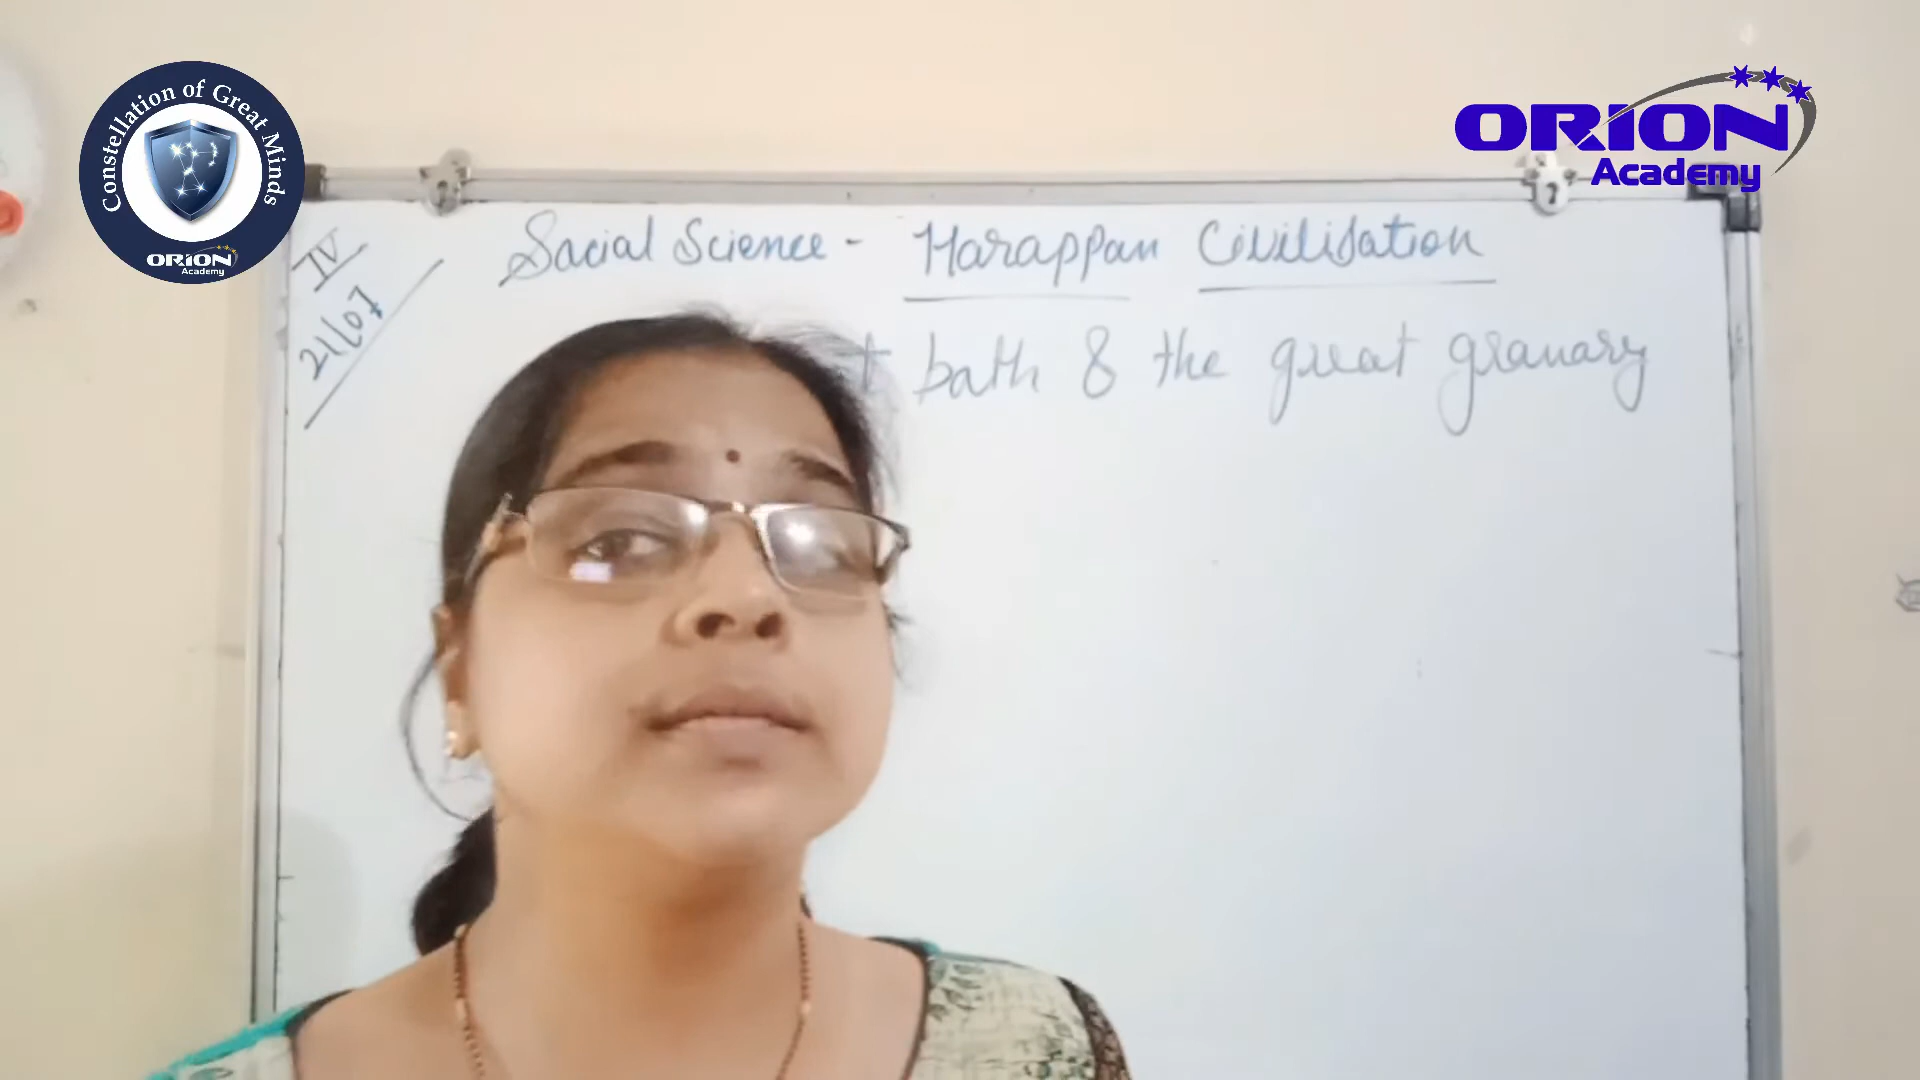 Constellation of Great Minds
ORION
Academy
ORION
Academy
IV
21/07
Social Science - Harappan Civilisation
bath & the great granary